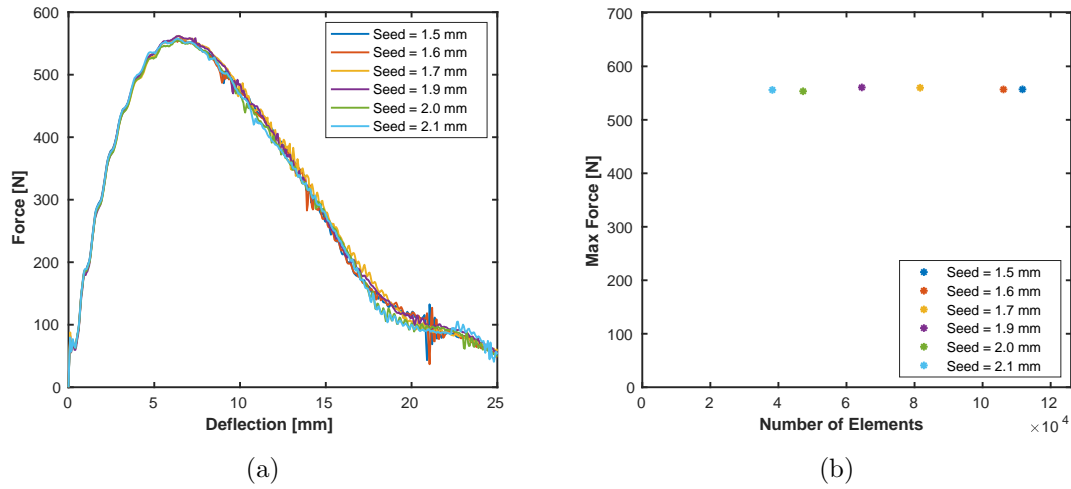 600
500
400
300
200
100
0
0 5 10 15 20 25
Force [N]
Deflection [mm]
Seed = 1.5 mm
Seed = 1.6 mm
Seed = 1.7 mm
Seed = 1.9 mm
Seed = 2.0 mm
Seed = 2.1 mm
(a)
700
600
500
400
300
200
100
0
0 2 4 6 8 10 12
×10 4
Max Force [N]
Number of Elements
Seed = 1.5 mm
Seed = 1.6 mm
Seed = 1.7 mm
Seed = 1.9 mm
Seed = 2.0 mm
Seed = 2.1 mm
(b)